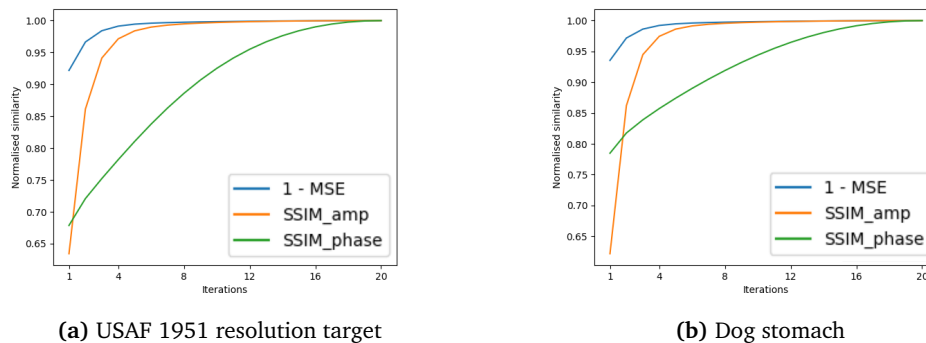 Normalised similarity
1.00
0.95
0.90
0.85
0.80
0.75
0.70
0.65
1 - MSE
SSIM_amp
SSIM_phase
1 4 8 12 16 20
Iterations
(a) USAF 1951 resolution target
Normalised similarity
1.00
0.95
0.90
0.85
0.80
0.75
0.70
0.65
1 - MSE
SSIM_amp
SSIM_phase
1 4 8 12 16 20
Iterations
(b) Dog stomach